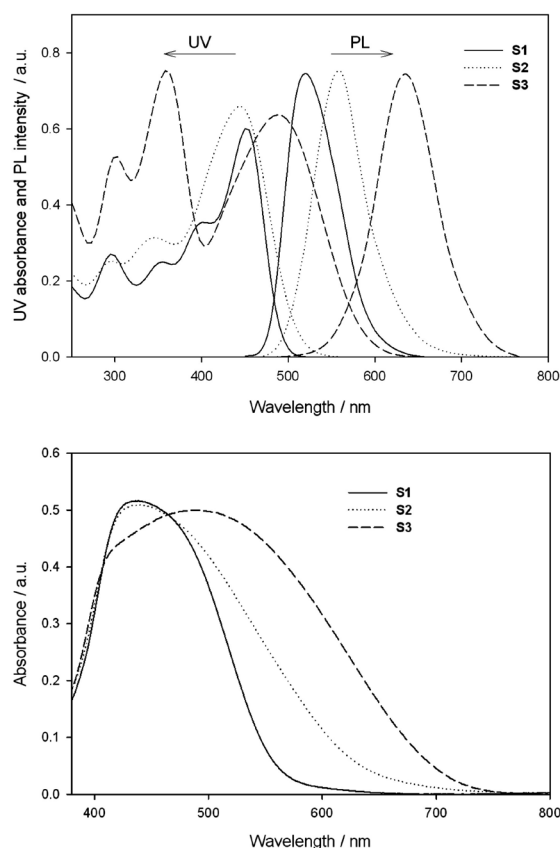 UV
PL
S1
S2
S3
UV absorbance and PL intensity / a.u.
0.8
0.6
0.4
0.2
0.0
300 400 500 600 700 800
Wavelength / nm
S1
S2
S3
Absorbance / a.u.
0.6
0.5
0.4
0.3
0.2
0.1
0.0
400 500 600 700 800
Wavelength / nm